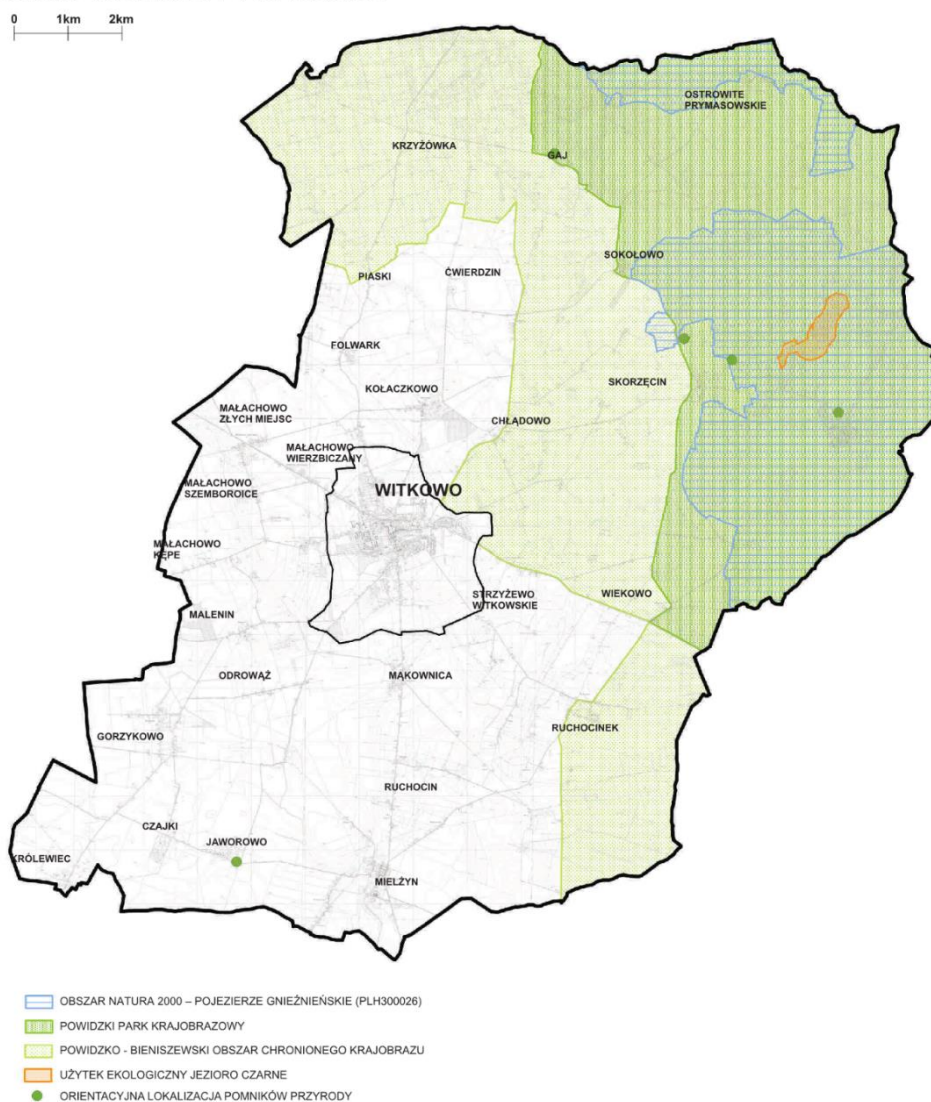 0 1km 2km
OSTROWITE
PRYMASOWSKIE
KRZYŻÓWKA
GAJ
SOKOŁOWO
PIASKI
ĆWIERDZIN
FOLWARK
KOŁACZKOWO
SKORZĘCIN
MAŁACHOWO
ZŁYCH MIEJSC
CHŁĄDOWO
MAŁACHOWO
WIERZBICZANY
MAŁACHOWO
SZEMBOROICE
WITKOWO
MAŁACHOWO
KĘPE
STRZYŻEWO
WITKOWSKIE
WIEKOWO
MALENIN
ODROWĄŻ
MĄKOWNICA
RUCHOCINEK
GORZYKOWO
RUCHOCIN
CZAJKI
JAWOROWO
KRÓLEWIEC
MIELŻYN
OBSZAR NATURA 2000 – POJEZIERZE GNIEŹNIEŃSKIE (PLH300026)
POWIDZKI PARK KRAJOBRAZOWY
POWIDZKO - BIENISZEWSKI OBSZAR CHRONIONEGO KRAJOBRAZU
UŻYTEK EKOLOGICZNY JEZIORO CZARNE
ORIENTACYJNA LOKALIZACJA POMNIKÓW PRZYRODY